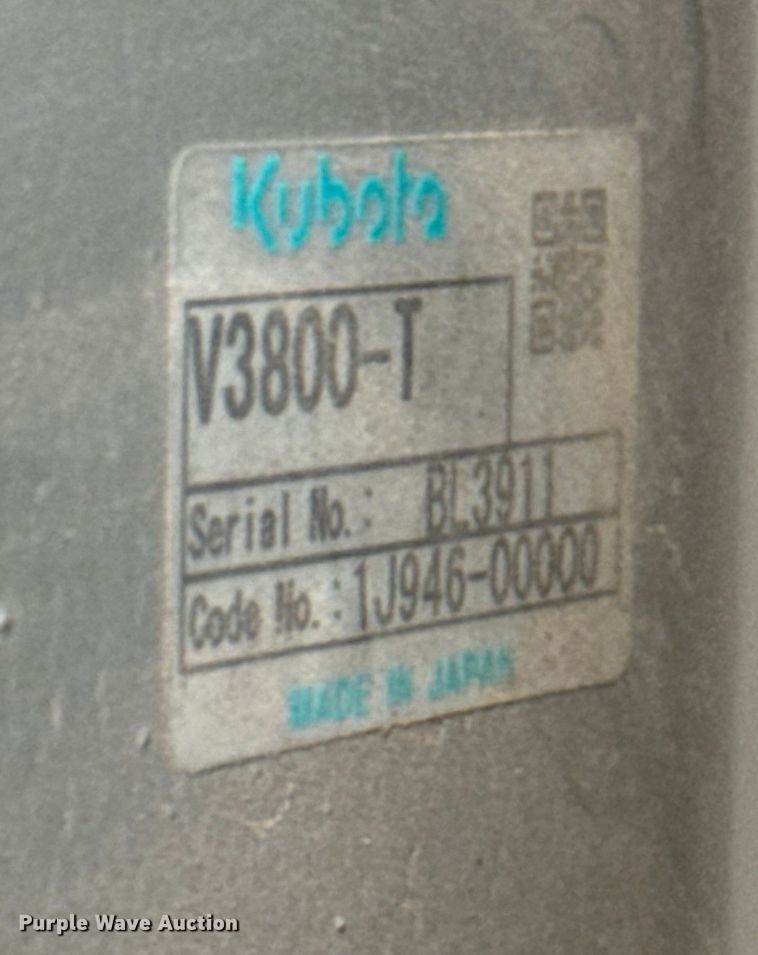 Kubota
V3800-T
Serial No.: BL3911
Code No.: 1J946-00000
MADE IN JAPAN
Purple Wave Auction